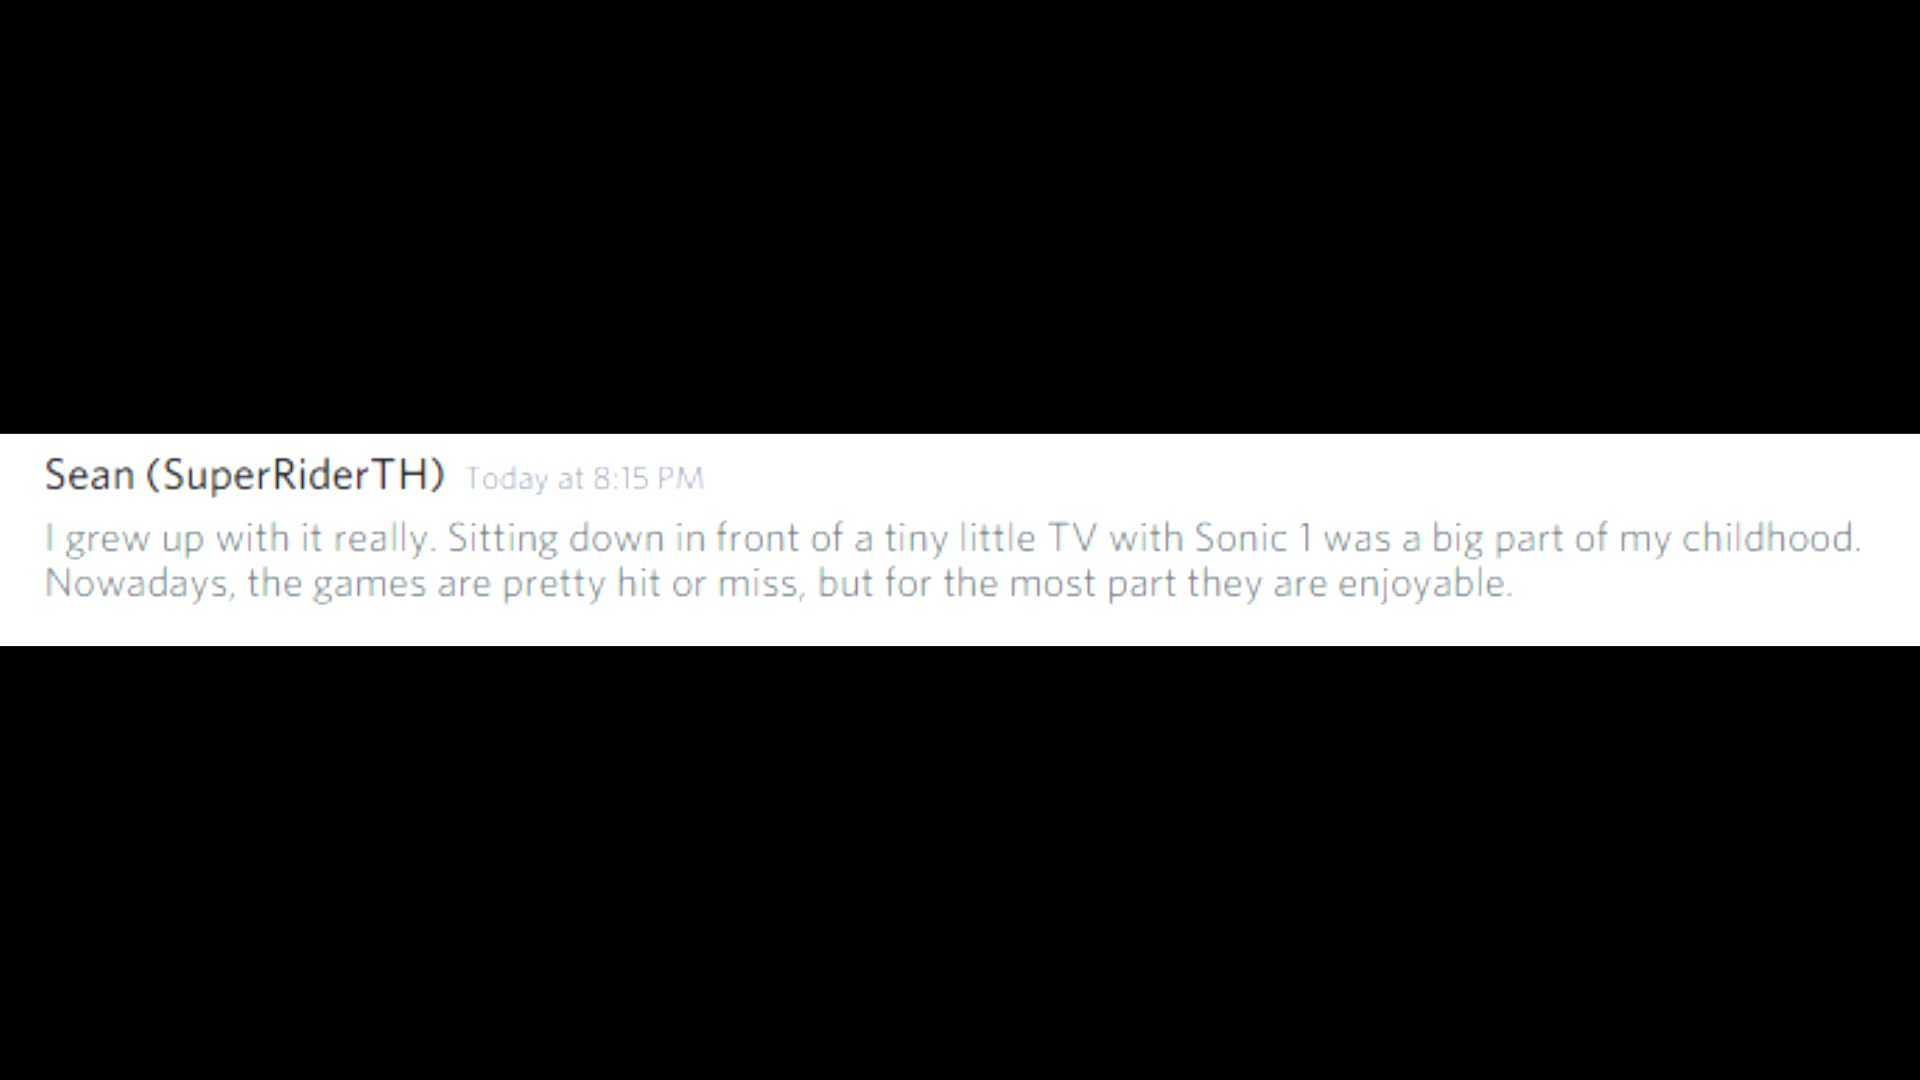 Sean (SuperRiderTH) Today at 8:15 PM
I grew up with it really. Sitting down in front of a tiny little TV with Sonic 1 was a big part of my childhood.
Nowadays, the games are pretty hit or miss, but for the most part they are enjoyable.